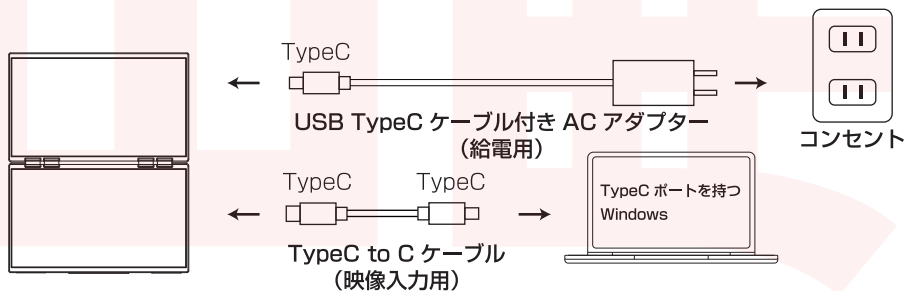 TypeC
USB TypeC ケーブル付き AC アダプター
（給電用）
コンセント
TypeC TypeC
TypeC ポートを持つ
Windows
TypeC to C ケーブル
（映像入力用）